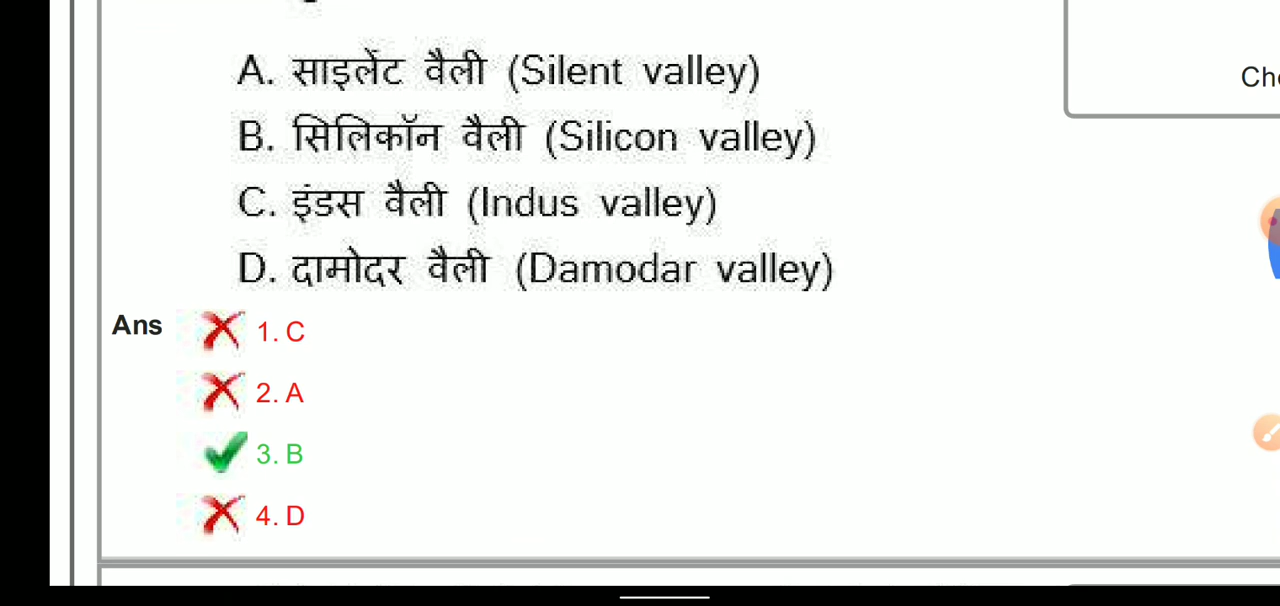 A. साइलेंट वैली (Silent valley)
B. सिलिकॉन वैली (Silicon valley)
C. इंडस वैली (Indus valley)
D. दामोदर वैली (Damodar valley)
Ans
1. C
2. A
3. B
4. D